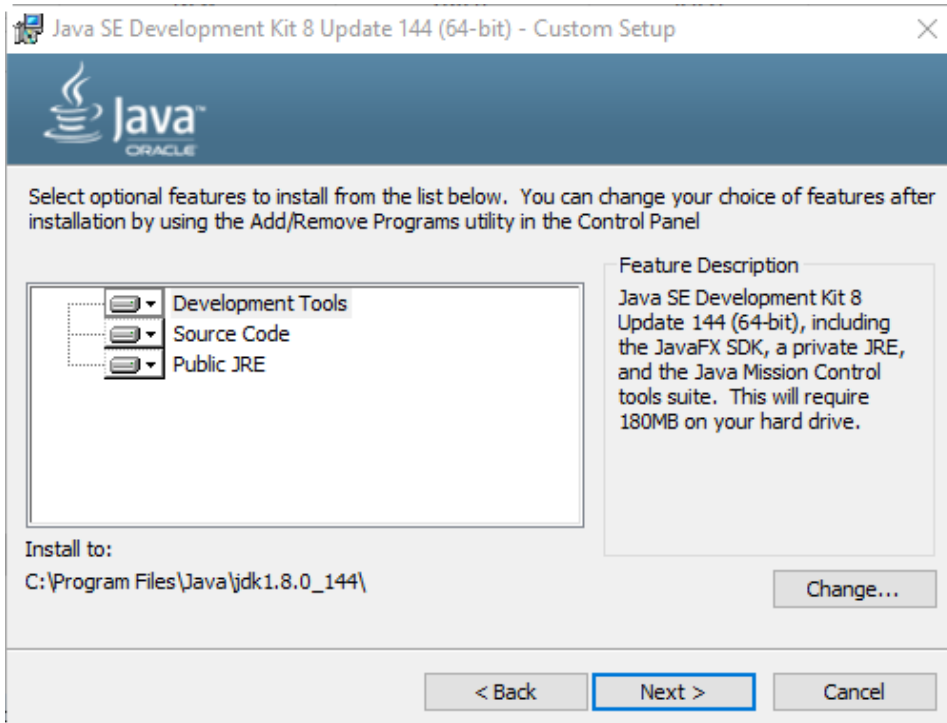 Java SE Development Kit 8 Update 144 (64-bit) - Custom Setup
Java™
ORACLE
Select optional features to install from the list below.  You can change your choice of features after
installation by using the Add/Remove Programs utility in the Control Panel
Development Tools
Source Code
Public JRE
Feature Description
Java SE Development Kit 8
Update 144 (64-bit), including
the JavaFX SDK, a private JRE,
and the Java Mission Control
tools suite.  This will require
180MB on your hard drive.
Install to:
C:\Program Files\Java\jdk1.8.0_144\
Change...
< Back
Next >
Cancel